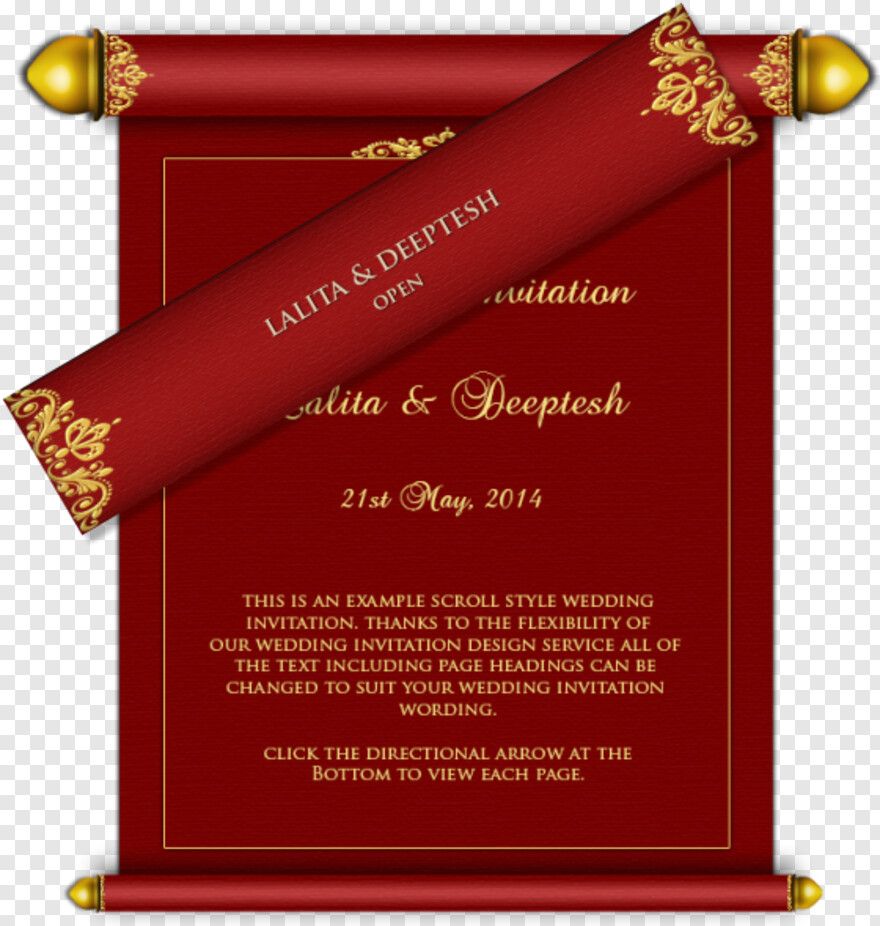 LALITA & DEEPTESH
OPEN
Lalita & Deeptesh
21st May, 2014
THIS IS AN EXAMPLE SCROLL STYLE WEDDING
INVITATION. THANKS TO THE FLEXIBILITY OF
OUR WEDDING INVITATION DESIGN SERVICE ALL OF
THE TEXT INCLUDING PAGE HEADINGS CAN BE
CHANGED TO SUIT YOUR WEDDING INVITATION
WORDING.
CLICK THE DIRECTIONAL ARROW AT THE
BOTTOM TO VIEW EACH PAGE.